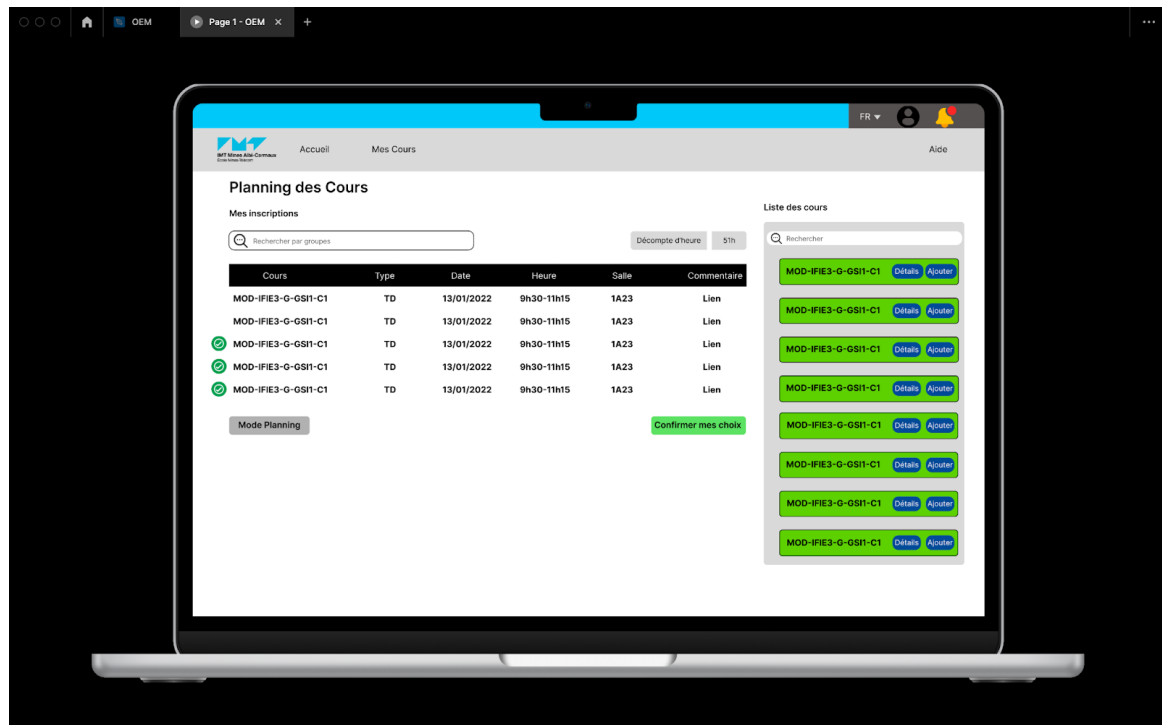 OEM
Page 1 - OEM
FR
IMT Mines Albi-Carmaux
École Mines-Télécom
Accueil
Mes Cours
Aide
Planning des Cours
Mes inscriptions
Rechercher par groupes
Décompte d'heure
51h
Cours Type Date Heure Salle Commentaire
MOD-IFIE3-G-GSI1-C1 TD 13/01/2022 9h30-11h15 1A23 Lien
MOD-IFIE3-G-GSI1-C1 TD 13/01/2022 9h30-11h15 1A23 Lien
MOD-IFIE3-G-GSI1-C1 TD 13/01/2022 9h30-11h15 1A23 Lien
MOD-IFIE3-G-GSI1-C1 TD 13/01/2022 9h30-11h15 1A23 Lien
MOD-IFIE3-G-GSI1-C1 TD 13/01/2022 9h30-11h15 1A23 Lien
Mode Planning
Confirmer mes choix
Liste des cours
Rechercher
MOD-IFIE3-G-GSI1-C1 Détails Ajouter
MOD-IFIE3-G-GSI1-C1 Détails Ajouter
MOD-IFIE3-G-GSI1-C1 Détails Ajouter
MOD-IFIE3-G-GSI1-C1 Détails Ajouter
MOD-IFIE3-G-GSI1-C1 Détails Ajouter
MOD-IFIE3-G-GSI1-C1 Détails Ajouter
MOD-IFIE3-G-GSI1-C1 Détails Ajouter
MOD-IFIE3-G-GSI1-C1 Détails Ajouter